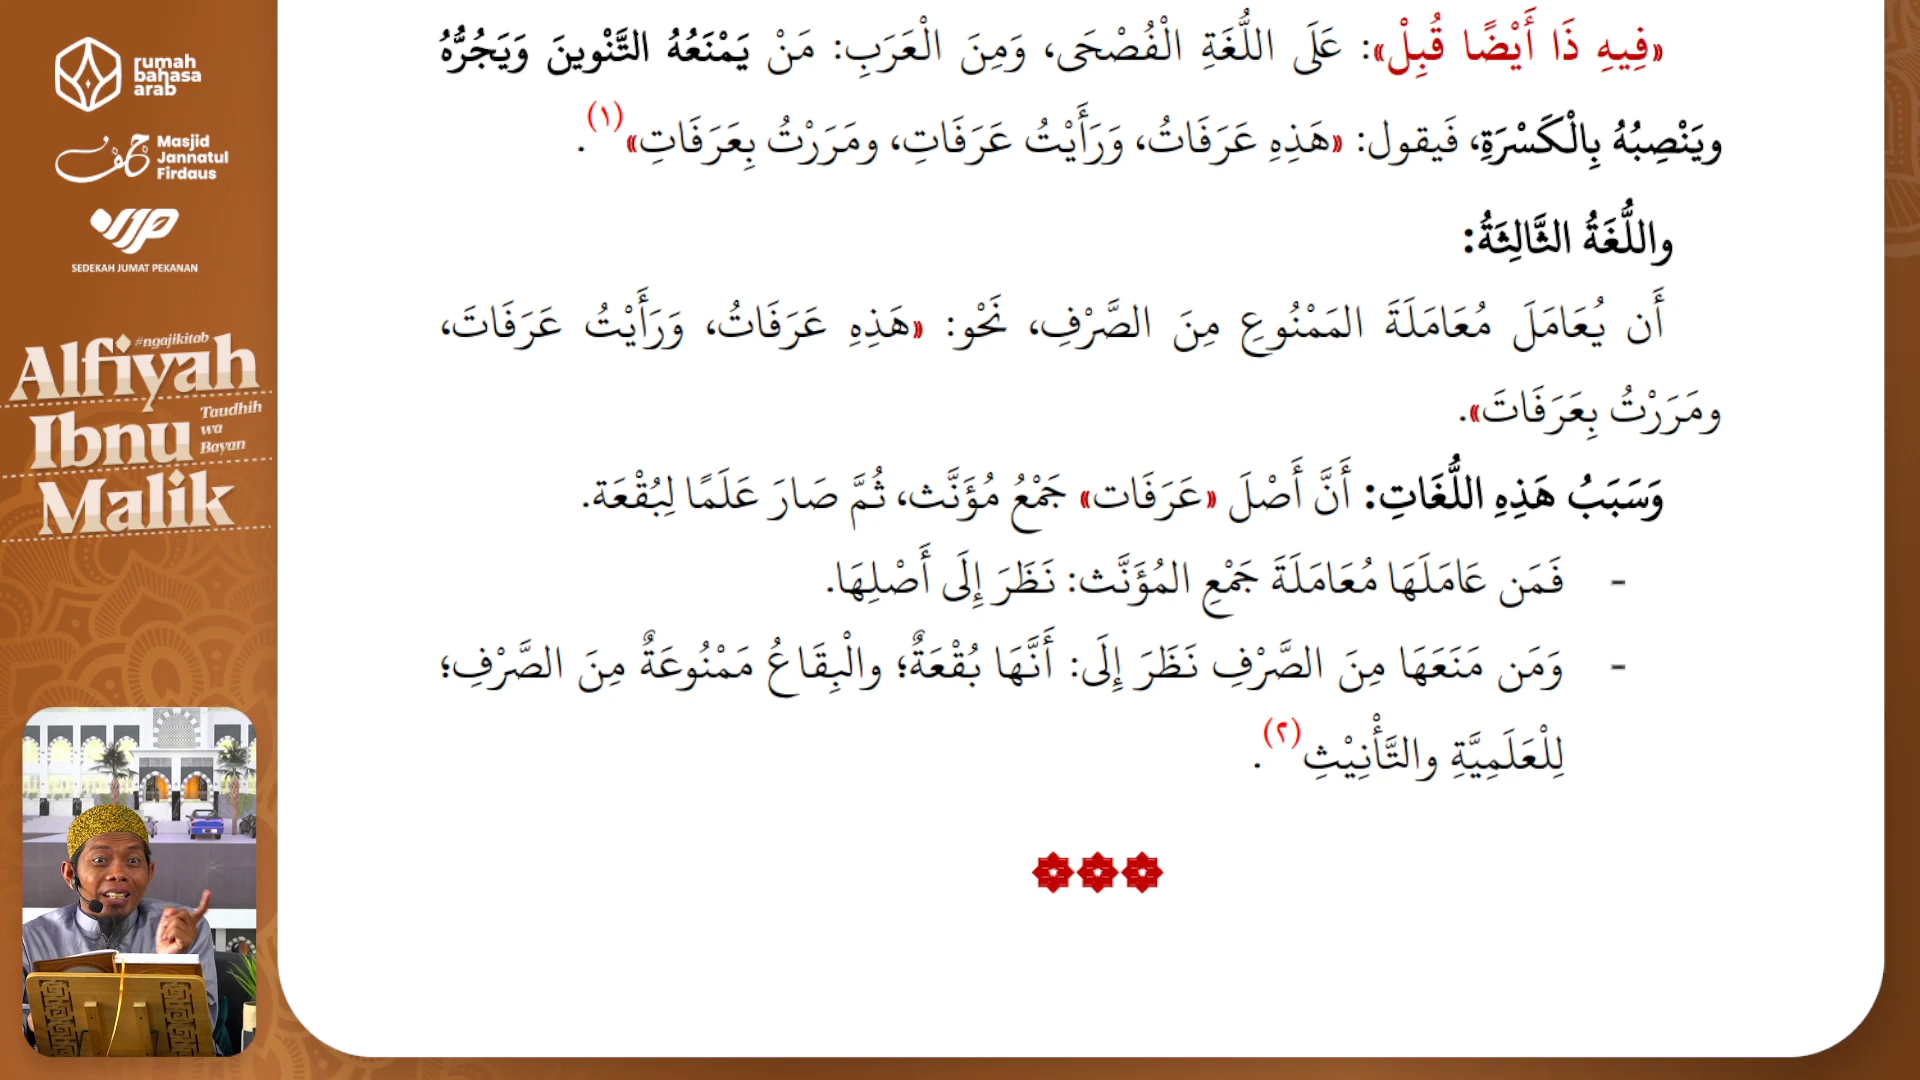 rumah
bahasa
arab
Masjid
Jannatul
Firdaus
SEDEKAH JUMAT PEKANAN
#ngajikitab
Alfiyah
Ibnu
Taudhih
wa
Bayan
Malik
«فِيهِ ذَا أَيْضًا قُبِلْ»: عَلَى اللُّغَةِ الْفُصْحَى، وَمِنَ الْعَرَبِ: مَنْ يَمْنَعُهُ التَّنْوِينَ وَيَجُرُّهُ
ويَنْصِبُهُ بِالْكَسْرَةِ، فَيقول: «هَذِهِ عَرَفَاتُ، وَرَأَيْتُ عَرَفَاتِ، ومَرَرْتُ بِعَرَفَاتِ»(١).
واللُّغَةُ الثَّالِثَةُ:
أَن يُعَامَلَ مُعَامَلَةَ المَمْنُوعِ مِنَ الصَّرْفِ، نَحْو: «هَذِهِ عَرَفَاتُ، وَرَأَيْتُ عَرَفَاتَ،
ومَرَرْتُ بِعَرَفَاتَ».
وَسَبَبُ هَذِهِ اللُّغَاتِ: أَنَّ أَصْلَ «عَرَفَات» جَمْعُ مُؤَنَّث، ثُمَّ صَارَ عَلَمًا لِبُقْعَة.
- فَمَن عَامَلَهَا مُعَامَلَةَ جَمْعِ المُؤَنَّث: نَظَرَ إِلَى أَصْلِهَا.
- وَمَن مَنَعَهَا مِنَ الصَّرْفِ نَظَرَ إِلَى: أَنَّهَا بُقْعَةٌ؛ والْبِقَاعُ مَمْنُوعَةٌ مِنَ الصَّرْفِ؛
لِلْعَلَمِيَّةِ والتَّأْنِيْثِ(٢).